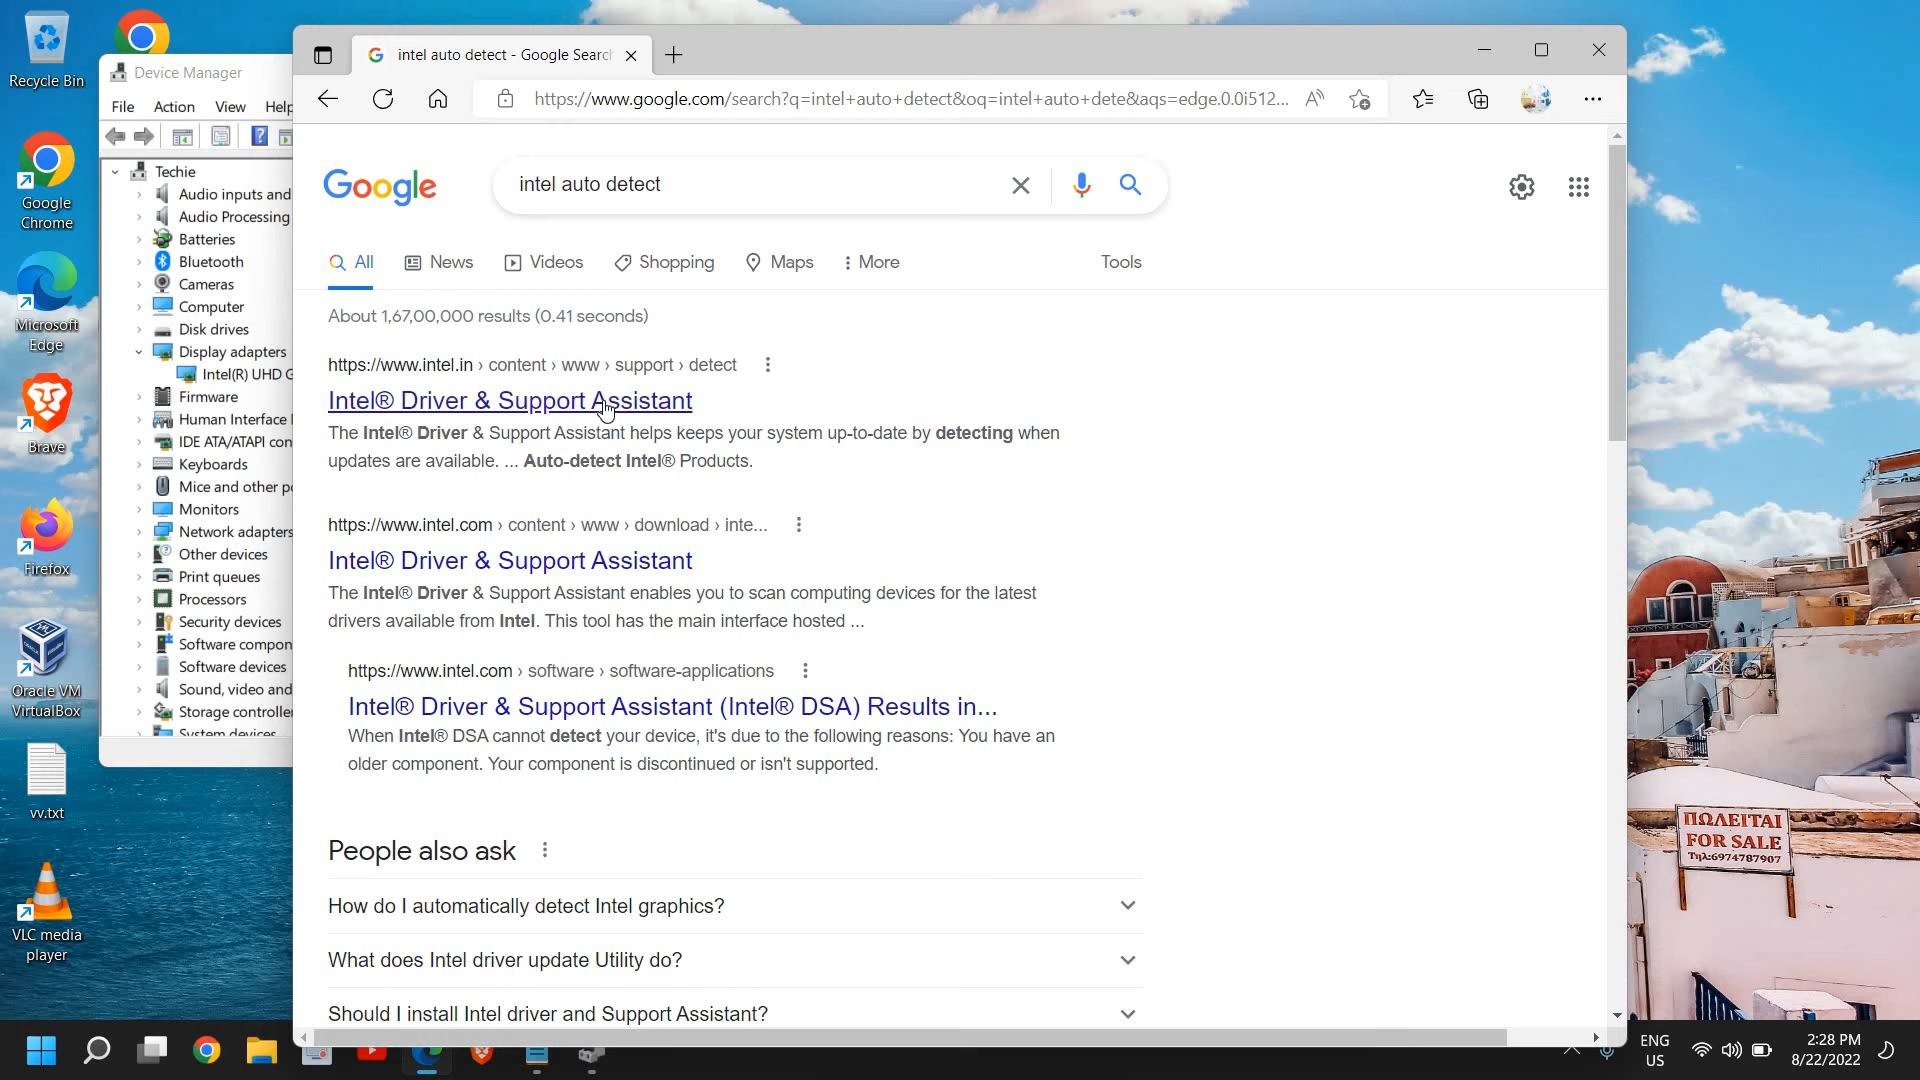 Recycle Bin
Google Chrome
Microsoft Edge
Brave
Firefox
Oracle VM VirtualBox
vv.txt
VLC media player
Device Manager
File Action View Help
Techie
Audio inputs and
Audio Processing
Batteries
Bluetooth
Cameras
Computer
Disk drives
Display adapters
Intel(R) UHD G
Firmware
Human Interface
IDE ATA/ATAPI con
Keyboards
Mice and other po
Monitors
Network adapters
Other devices
Print queues
Processors
Security devices
Software compon
Software devices
Sound, video and
Storage controller
System devices
intel auto detect - Google Search
https://www.google.com/search?q=intel+auto+detect&oq=intel+auto+dete&aqs=edge.0.0i512...
Google
intel auto detect
All News Videos Shopping Maps More Tools
About 1,67,00,000 results (0.41 seconds)
https://www.intel.in › content › www › support › detect
Intel® Driver & Support Assistant
The Intel® Driver & Support Assistant helps keeps your system up-to-date by detecting when
updates are available. ... Auto-detect Intel® Products.
https://www.intel.com › content › www › download › inte...
Intel® Driver & Support Assistant
The Intel® Driver & Support Assistant enables you to scan computing devices for the latest
drivers available from Intel. This tool has the main interface hosted ...
https://www.intel.com › software › software-applications
Intel® Driver & Support Assistant (Intel® DSA) Results in...
When Intel® DSA cannot detect your device, it's due to the following reasons: You have an
older component. Your component is discontinued or isn't supported.
People also ask
How do I automatically detect Intel graphics?
What does Intel driver update Utility do?
Should I install Intel driver and Support Assistant?
ΠΩΛΕΙΤΑΙ
FOR SALE
Τηλ:6974787907
ENG
US
2:28 PM
8/22/2022